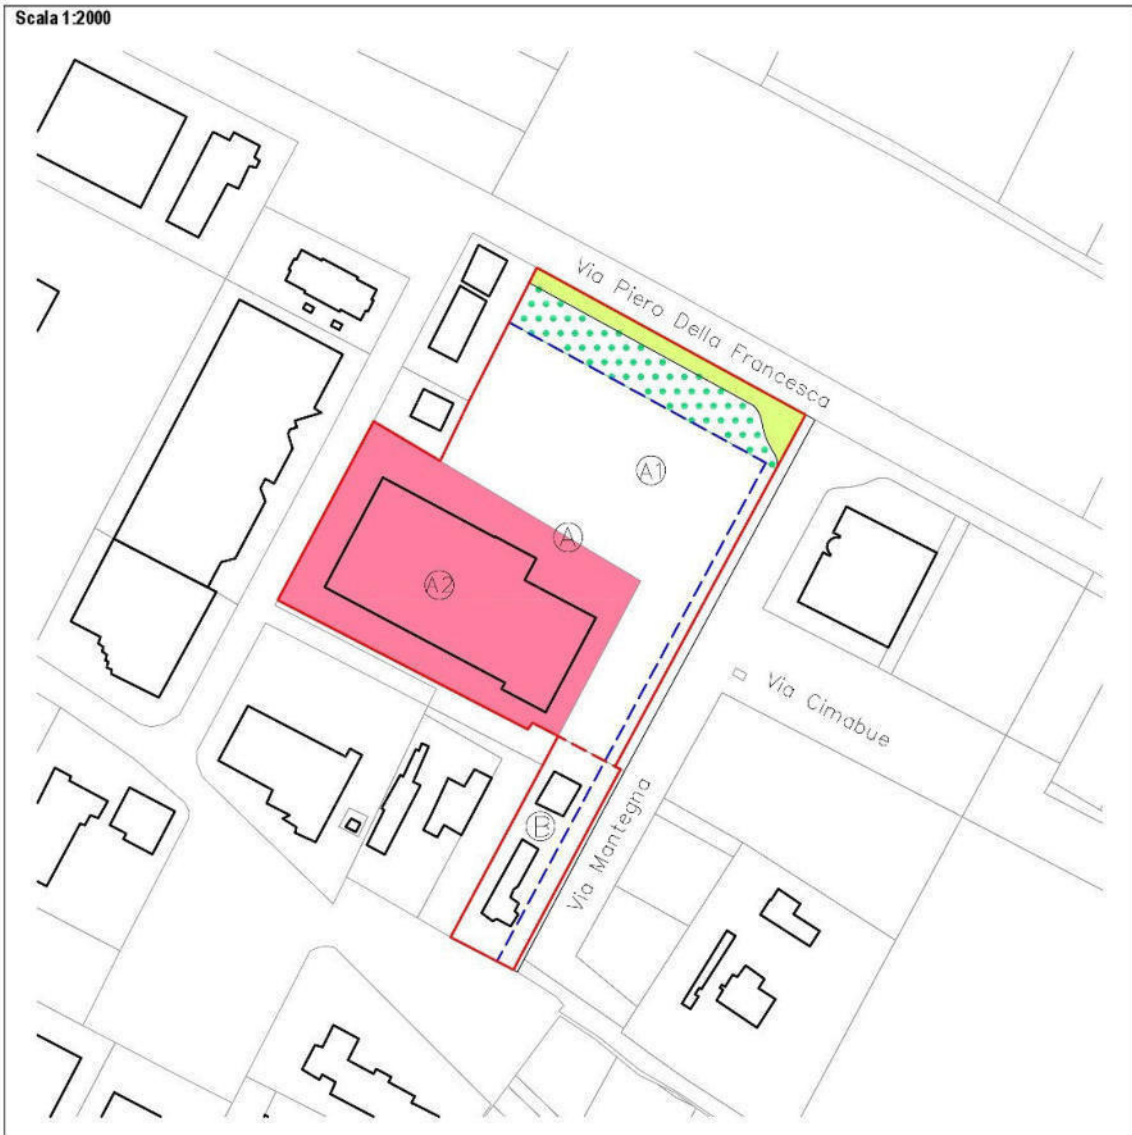 Scala 1:2000
Via Piero Della Francesca
A1
A
A2
Via Cimabue
B
Via Mantegna